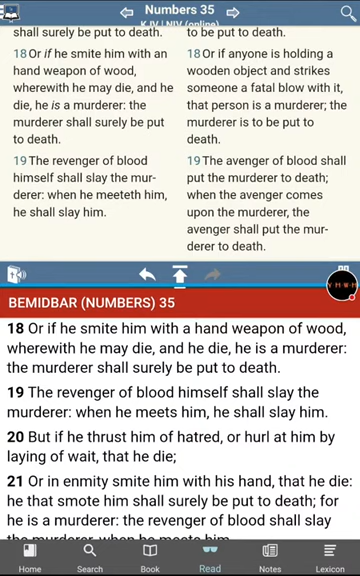 Numbers 35
KJV | NIV (online)
shall surely be put to death.
18 Or if he smite him with an
hand weapon of wood,
wherewith he may die, and he
die, he is a murderer: the
murderer shall surely be put
to death.
19 The revenger of blood
himself shall slay the mur-
derer: when he meeteth him,
he shall slay him.
to be put to death.
18 Or if anyone is holding a
wooden object and strikes
someone a fatal blow with it,
that person is a murderer; the
murderer is to be put to
death.
19 The avenger of blood shall
put the murderer to death;
when the avenger comes
upon the murderer, the
avenger shall put the mur-
derer to death.
BEMIDBAR (NUMBERS) 35
18 Or if he smite him with a hand weapon of wood,
wherewith he may die, and he die, he is a murderer:
the murderer shall surely be put to death.
19 The revenger of blood himself shall slay the
murderer: when he meets him, he shall slay him.
20 But if he thrust him of hatred, or hurl at him by
laying of wait, that he die;
21 Or in enmity smite him with his hand, that he die:
he that smote him shall surely be put to death; for
he is a murderer: the revenger of blood shall slay
the murderer, when he meets him.
Home
Search
Book
Read
Notes
Lexicon